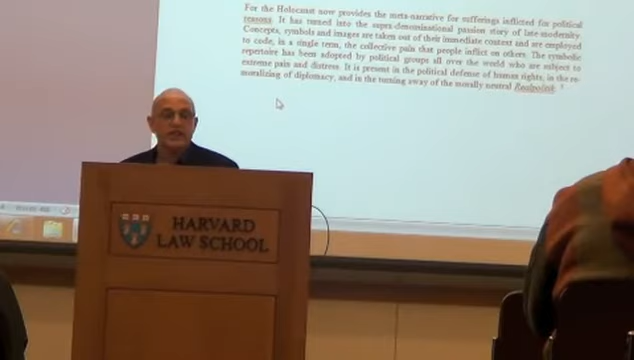 For the Holocaust now provides the meta-narrative for sufferings inflicted for political
reasons. It has turned into the supra-denominational passion story of late-modernity.
Concepts, symbols and images are taken out of their immediate context and are employed
to code, in a single term, the collective pain that people inflict on others. The symbolic
repertoire has been adopted by political groups all over the world who are subject to
extreme pain and distress. It is present in the political defense of human rights, in the re-
moralizing of diplomacy, and in the turning away of the morally neutral Realpolitik.
HARVARD
LAW SCHOOL